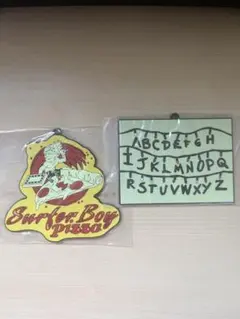 Surfer Boy
Pizza
ABCDEFGH
IJKLMNOPQ
RSTUVWXYZ